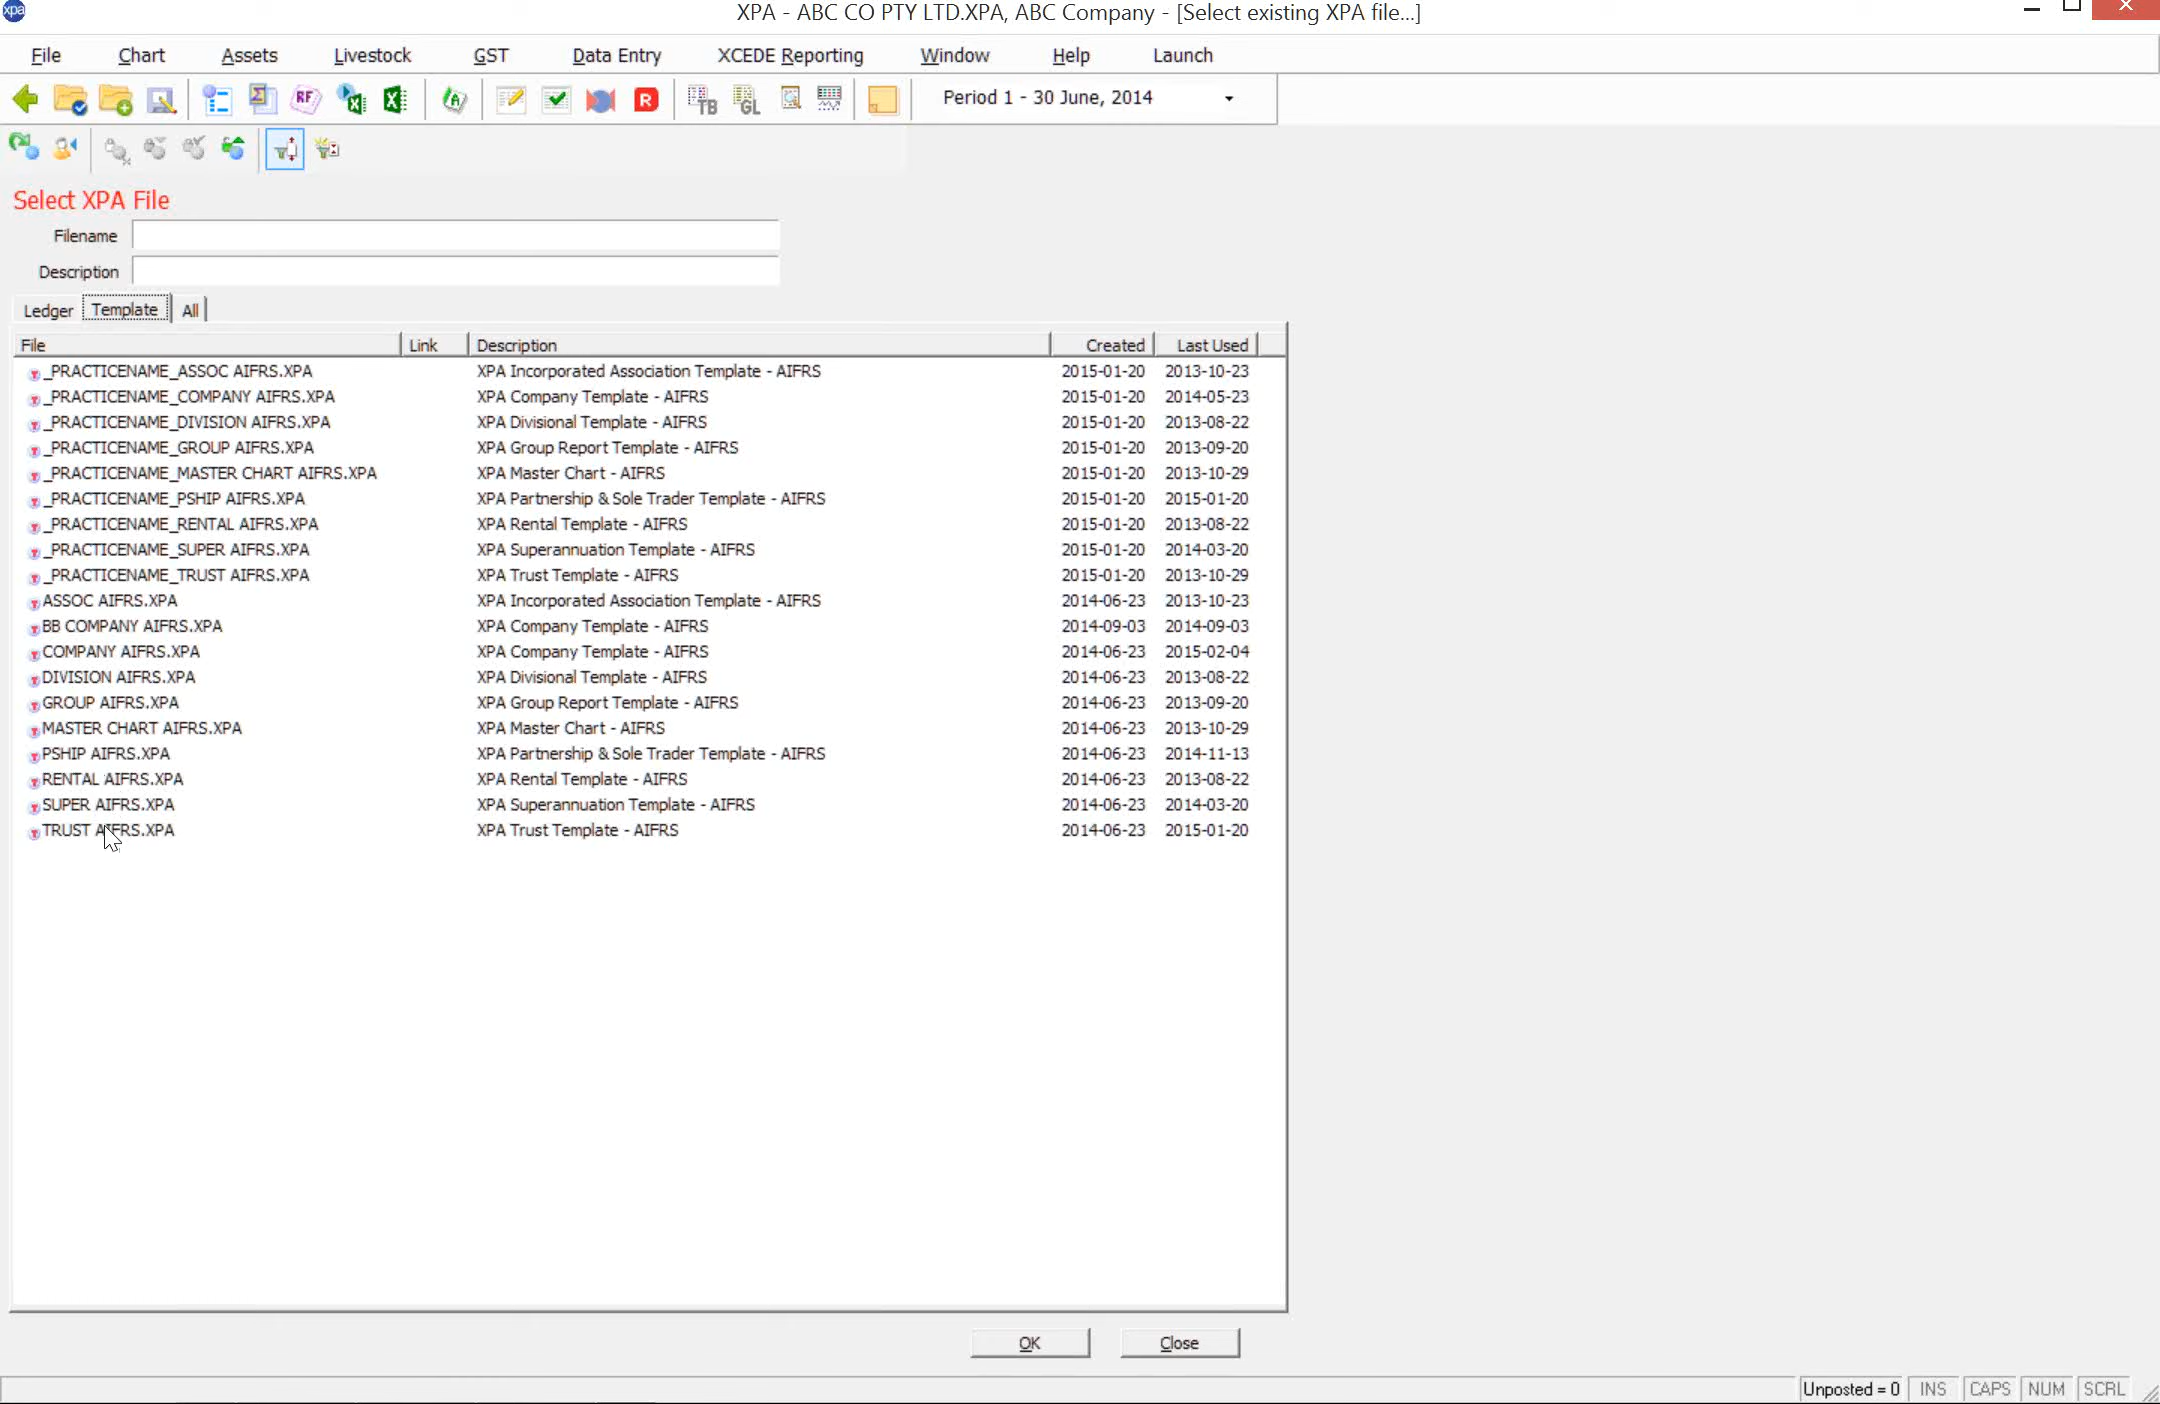 xpa XPA - ABC CO PTY LTD.XPA, ABC Company - [Select existing XPA file...]
File Chart Assets Livestock GST Data Entry XCEDE Reporting Window Help Launch
RF R TB GL Period 1 - 30 June, 2014
Select XPA File
Filename
Description
Ledger Template All
File Link Description Created Last Used
_PRACTICENAME_ASSOC AIFRS.XPA XPA Incorporated Association Template - AIFRS 2015-01-20 2013-10-23
_PRACTICENAME_COMPANY AIFRS.XPA XPA Company Template - AIFRS 2015-01-20 2014-05-23
_PRACTICENAME_DIVISION AIFRS.XPA XPA Divisional Template - AIFRS 2015-01-20 2013-08-22
_PRACTICENAME_GROUP AIFRS.XPA XPA Group Report Template - AIFRS 2015-01-20 2013-09-20
_PRACTICENAME_MASTER CHART AIFRS.XPA XPA Master Chart - AIFRS 2015-01-20 2013-10-29
_PRACTICENAME_PSHIP AIFRS.XPA XPA Partnership & Sole Trader Template - AIFRS 2015-01-20 2015-01-20
_PRACTICENAME_RENTAL AIFRS.XPA XPA Rental Template - AIFRS 2015-01-20 2013-08-22
_PRACTICENAME_SUPER AIFRS.XPA XPA Superannuation Template - AIFRS 2015-01-20 2014-03-20
_PRACTICENAME_TRUST AIFRS.XPA XPA Trust Template - AIFRS 2015-01-20 2013-10-29
ASSOC AIFRS.XPA XPA Incorporated Association Template - AIFRS 2014-06-23 2013-10-23
BB COMPANY AIFRS.XPA XPA Company Template - AIFRS 2014-09-03 2014-09-03
COMPANY AIFRS.XPA XPA Company Template - AIFRS 2014-06-23 2015-02-04
DIVISION AIFRS.XPA XPA Divisional Template - AIFRS 2014-06-23 2013-08-22
GROUP AIFRS.XPA XPA Group Report Template - AIFRS 2014-06-23 2013-09-20
MASTER CHART AIFRS.XPA XPA Master Chart - AIFRS 2014-06-23 2013-10-29
PSHIP AIFRS.XPA XPA Partnership & Sole Trader Template - AIFRS 2014-06-23 2014-11-13
RENTAL AIFRS.XPA XPA Rental Template - AIFRS 2014-06-23 2013-08-22
SUPER AIFRS.XPA XPA Superannuation Template - AIFRS 2014-06-23 2014-03-20
TRUST AIFRS.XPA XPA Trust Template - AIFRS 2014-06-23 2015-01-20
OK Close
Unposted = 0 INS CAPS NUM SCRL